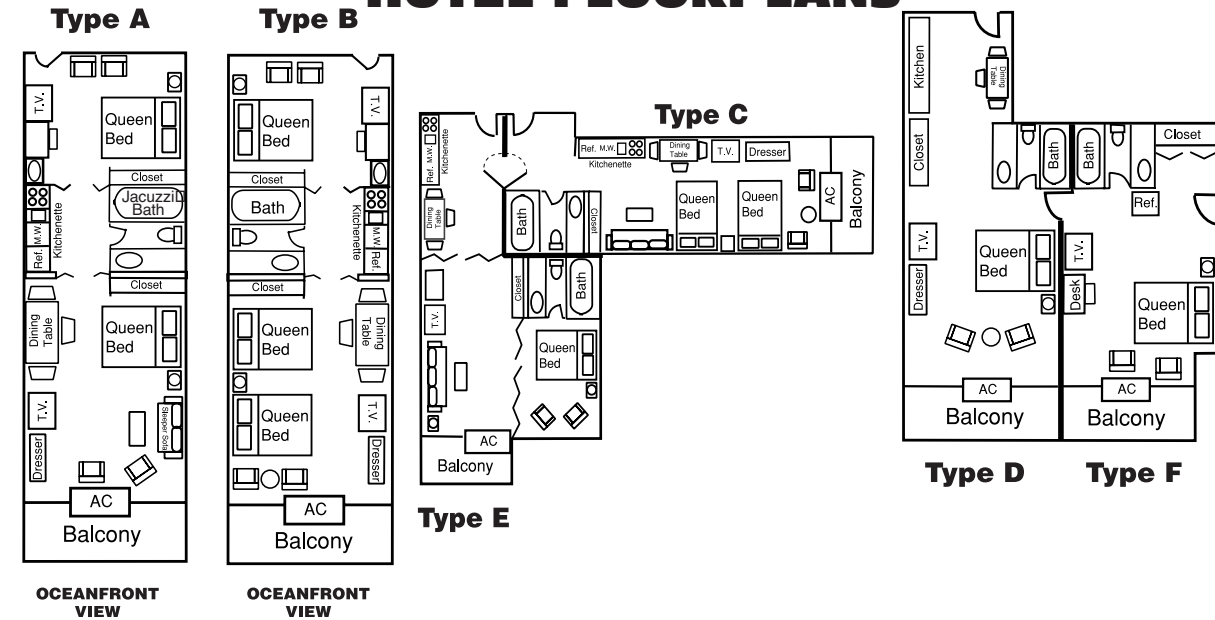 HOTEL FLOORPLANS
Type A
T.V.
Queen
Bed
Closet
Jacuzzi
Bath
Kitchenette
Ref. M.W.
Closet
Dining
Table
Queen
Bed
T.V.
Sleeper Sofa
Dresser
AC
Balcony
OCEANFRONT
VIEW
Type B
Queen
Bed
T.V.
Closet
Bath
Kitchenette
M.W. Ref.
Closet
Queen
Bed
Dining
Table
Queen
Bed
T.V.
Dresser
AC
Balcony
OCEANFRONT
VIEW
Type C
Ref. M.W.
Kitchenette
Dining
Table
T.V.
Dresser
Queen
Bed
Queen
Bed
AC
Balcony
Bath
Closet
Ref. M.W.
Kitchenette
Dining
Table
Closet
Bath
T.V.
Queen
Bed
AC
Balcony
Type E
Kitchen
Dining
Table
Closet
Bath
T.V.
Dresser
Queen
Bed
AC
Balcony
Type D
Bath
Closet
Ref.
T.V.
Desk
Queen
Bed
AC
Balcony
Type F